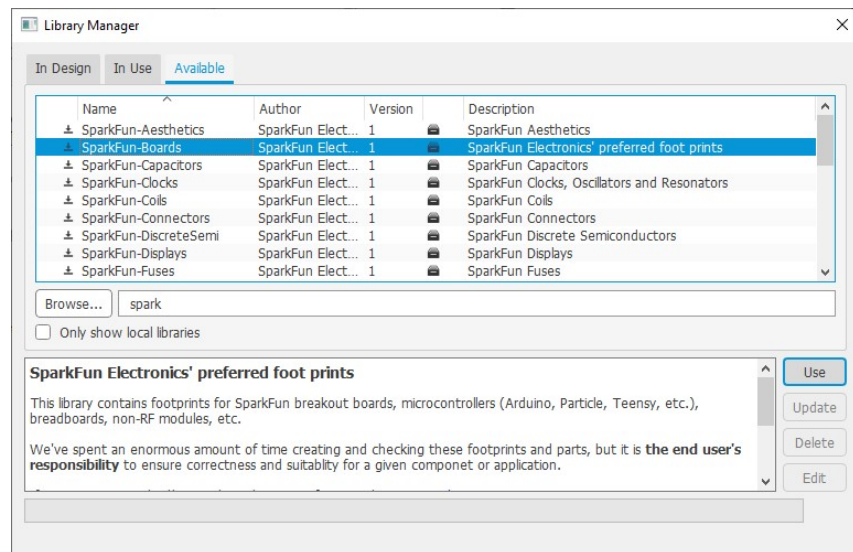 Library Manager
In Design In Use Available
Name Author Version Description
SparkFun-Aesthetics SparkFun Elect... 1 SparkFun Aesthetics
SparkFun-Boards SparkFun Elect... 1 SparkFun Electronics' preferred foot prints
SparkFun-Capacitors SparkFun Elect... 1 SparkFun Capacitors
SparkFun-Clocks SparkFun Elect... 1 SparkFun Clocks, Oscillators and Resonators
SparkFun-Coils SparkFun Elect... 1 SparkFun Coils
SparkFun-Connectors SparkFun Elect... 1 SparkFun Connectors
SparkFun-DiscreteSemi SparkFun Elect... 1 SparkFun Discrete Semiconductors
SparkFun-Displays SparkFun Elect... 1 SparkFun Displays
SparkFun-Fuses SparkFun Elect... 1 SparkFun Fuses
Browse... spark
Only show local libraries
SparkFun Electronics' preferred foot prints
This library contains footprints for SparkFun breakout boards, microcontrollers (Arduino, Particle, Teensy, etc.),
breadboards, non-RF modules, etc.
We've spent an enormous amount of time creating and checking these footprints and parts, but it is the end user's
responsibility to ensure correctness and suitablity for a given componet or application.
Use
Update
Delete
Edit